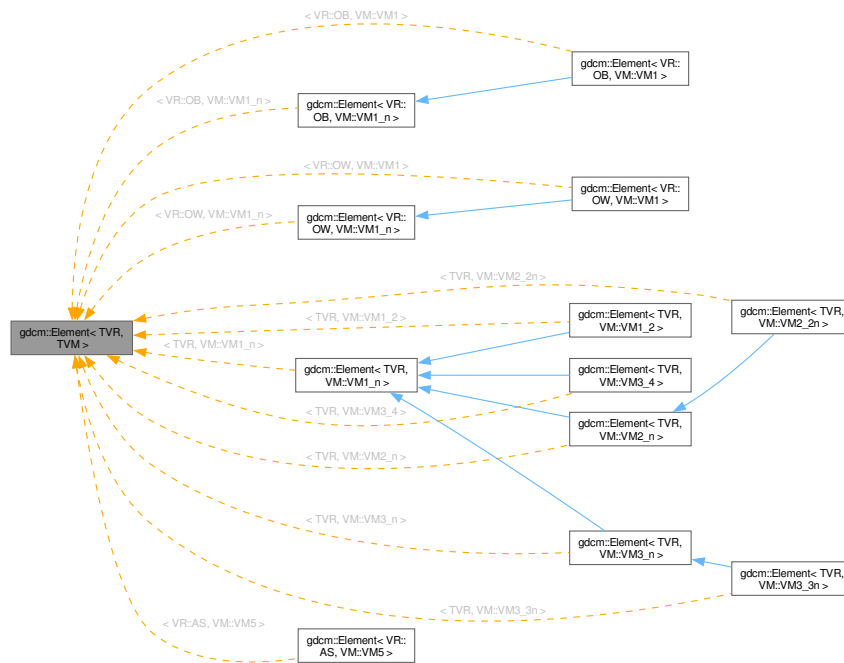 < VR::OB, VM::VM1 >
gdcm::Element< VR::
OB, VM::VM1 >
< VR::OB, VM::VM1_n >
gdcm::Element< VR::
OB, VM::VM1_n >
< VR::OW, VM::VM1 >
gdcm::Element< VR::
OW, VM::VM1 >
< VR::OW, VM::VM1_n >
gdcm::Element< VR::
OW, VM::VM1_n >
< TVR, VM::VM2_2n >
gdcm::Element< TVR,
VM::VM2_2n >
gdcm::Element< TVR,
TVM >
< TVR, VM::VM1_2 >
gdcm::Element< TVR,
VM::VM1_2 >
< TVR, VM::VM1_n >
gdcm::Element< TVR,
VM::VM1_n >
gdcm::Element< TVR,
VM::VM3_4 >
< TVR, VM::VM3_4 >
gdcm::Element< TVR,
VM::VM2_n >
< TVR, VM::VM2_n >
< TVR, VM::VM3_n >
gdcm::Element< TVR,
VM::VM3_n >
gdcm::Element< TVR,
VM::VM3_3n >
< TVR, VM::VM3_3n >
< VR::AS, VM::VM5 >
gdcm::Element< VR::
AS, VM::VM5 >